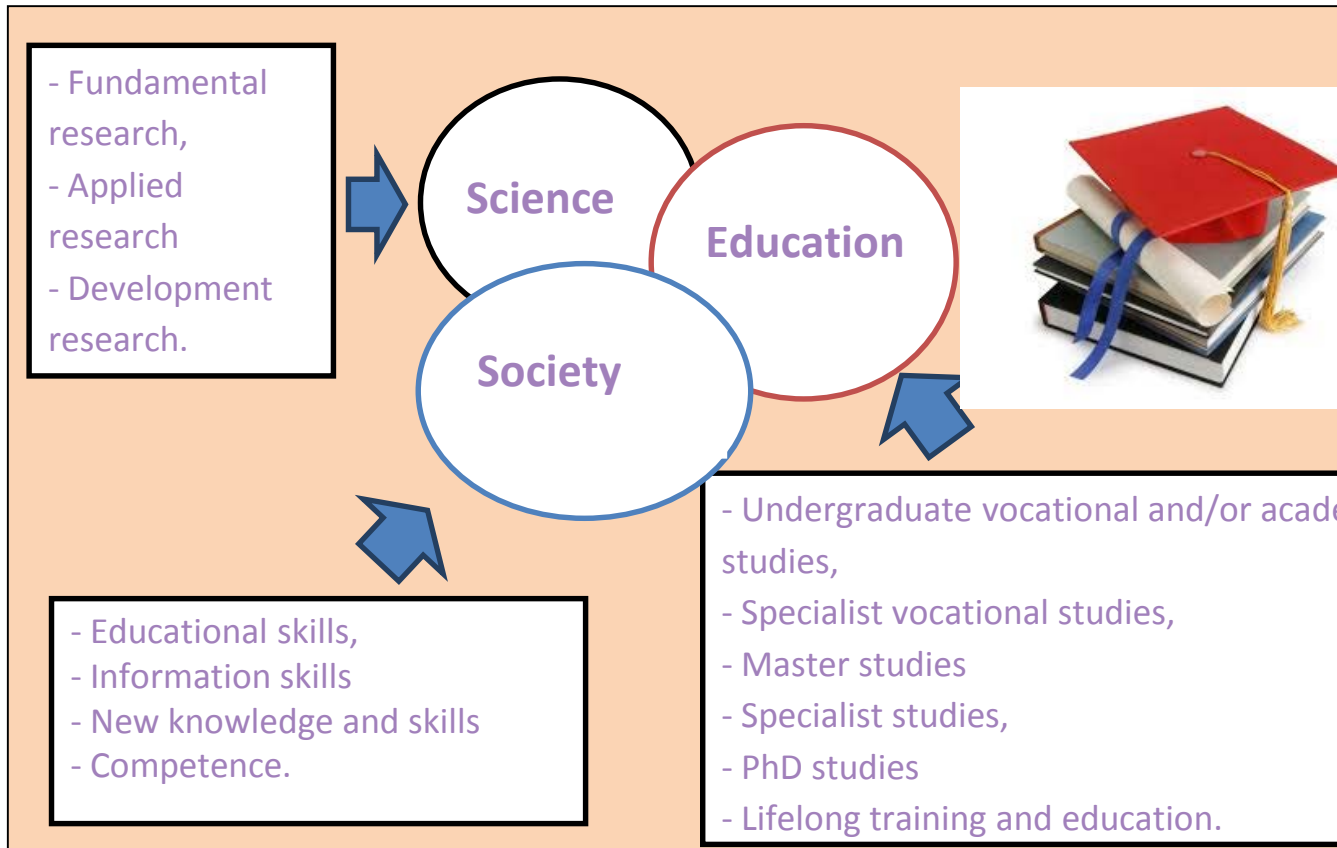 - Fundamental
research,
- Applied
research
- Development
research.
Science
Education
Society
- Educational skills,
- Information skills
- New knowledge and skills
- Competence.
- Undergraduate vocational and/or
studies,
- Specialist vocational studies,
- Master studies
- Specialist studies,
- PhD studies
- Lifelong training and education.